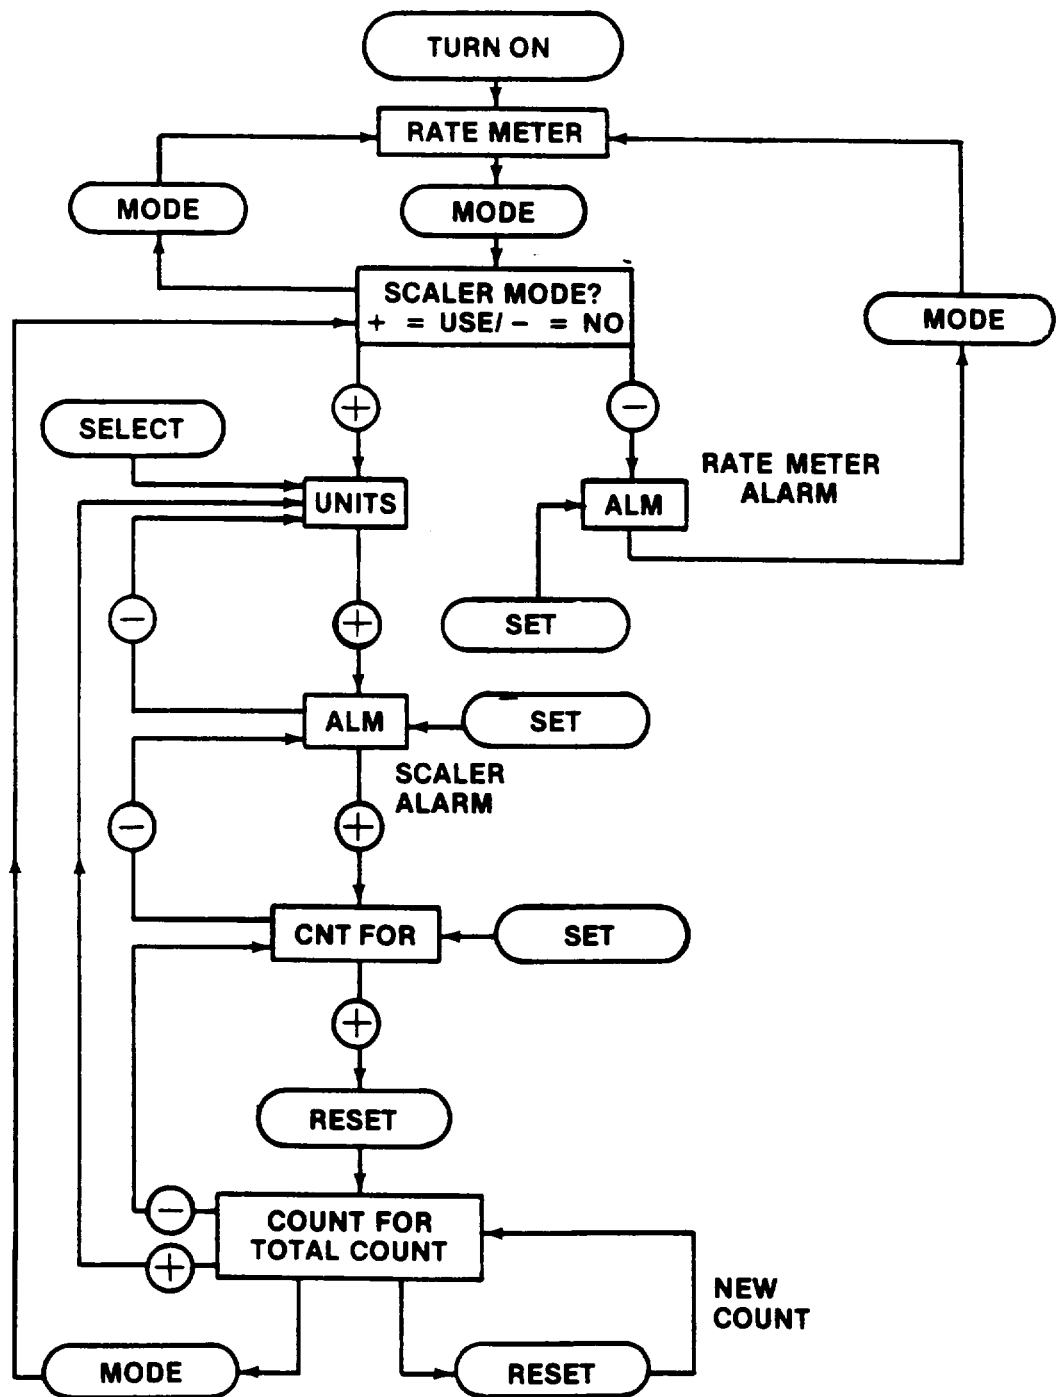 TURN ON
RATE METER
MODE
MODE
SCALER MODE?
+ = USE/ - = NO
MODE
+
-
SELECT
RATE METER
ALARM
UNITS
ALM
-
+
SET
ALM
SET
SCALER
ALARM
-
+
CNT FOR
SET
+
RESET
-
COUNT FOR
TOTAL COUNT
+
NEW
COUNT
MODE
RESET